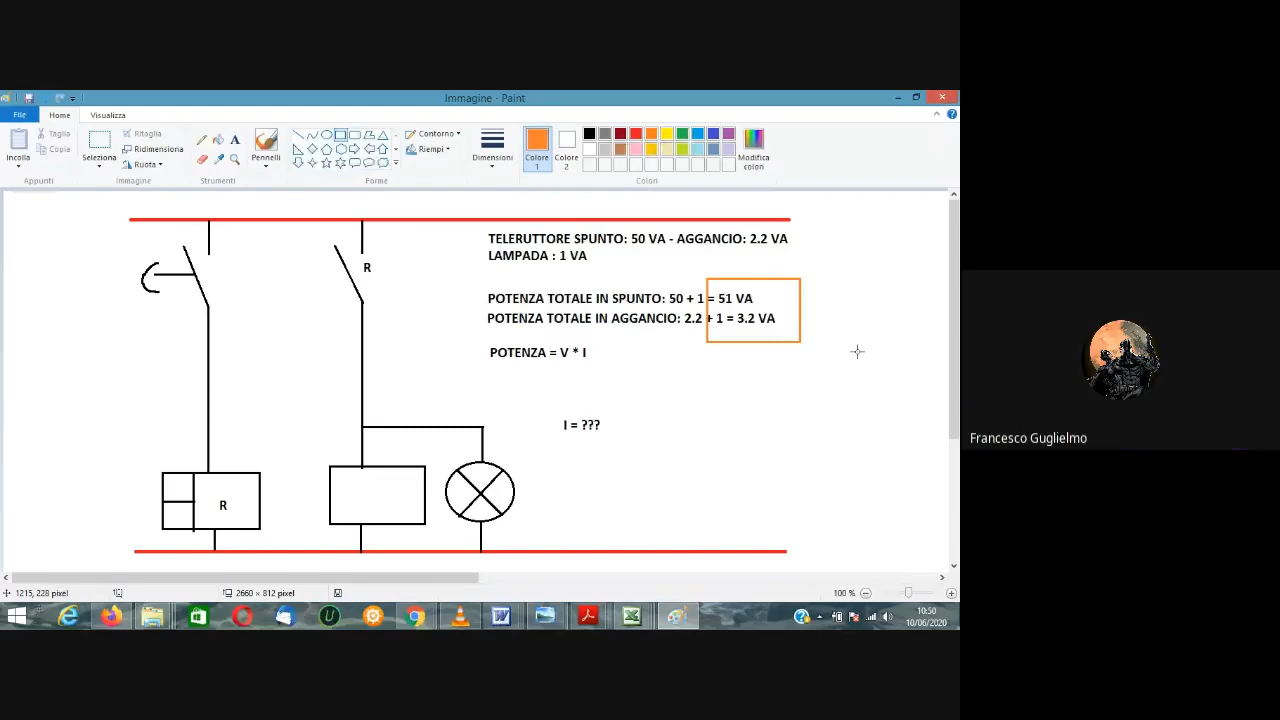 Immagine - Paint
File
Home
Visualizza
Incolla
Taglia
Copia
Appunti
Seleziona
Ritaglia
Ridimensiona
Ruota
Immagine
Strumenti
Pennelli
Contorno
Riempi
Forme
Dimensioni
Colore 1
Colore 2
Modifica colori
Colori
TELERUTTORE SPUNTO: 50 VA - AGGANCIO: 2.2 VA
LAMPADA : 1 VA
R
POTENZA TOTALE IN SPUNTO: 50 + 1 = 51 VA
POTENZA TOTALE IN AGGANCIO: 2.2 + 1 = 3.2 VA
POTENZA = V * I
I = ???
R
Francesco Guglielmo
1215, 228 pixel
2660 × 812 pixel
100 %
10:50
10/06/2020